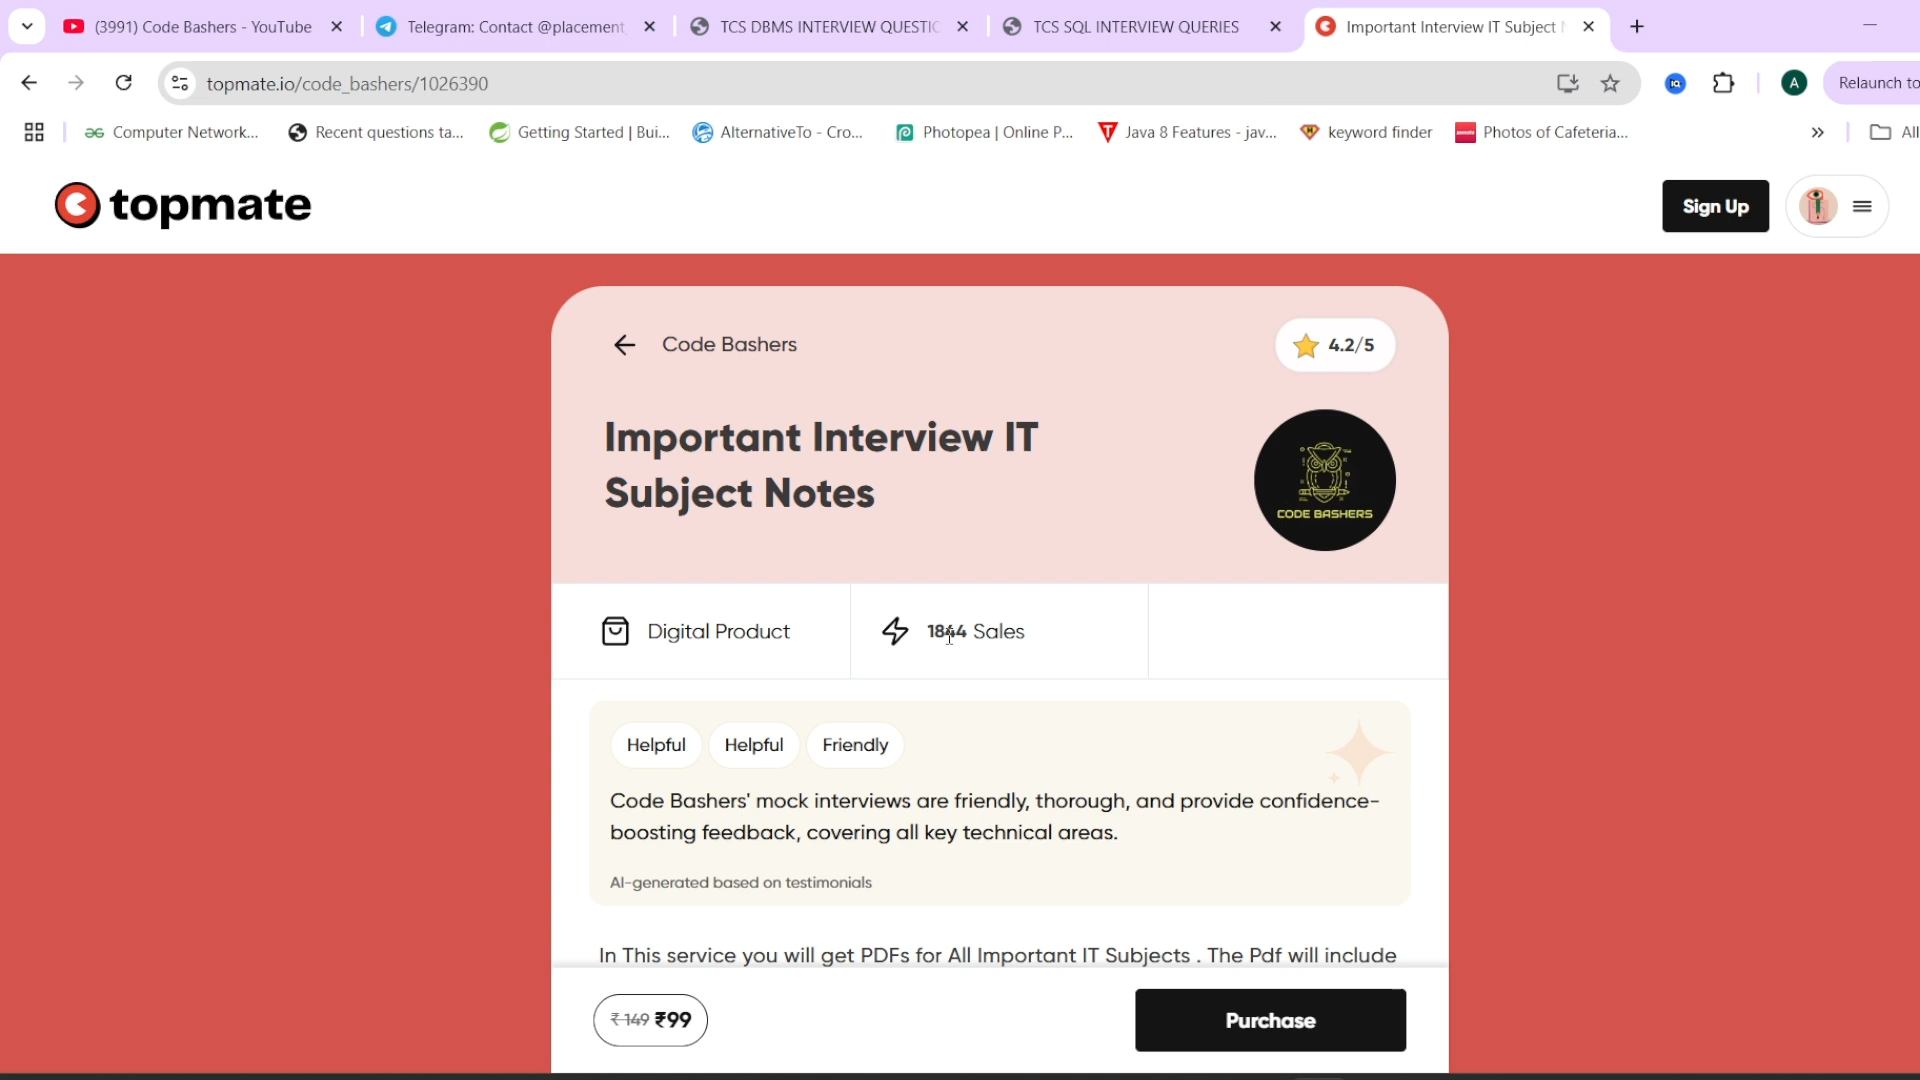 (3991) Code Bashers - YouTube
Telegram: Contact @placement
TCS DBMS INTERVIEW QUESTIC
TCS SQL INTERVIEW QUERIES
Important Interview IT Subject
topmate.io/code_bashers/1026390
A
Relaunch to
Computer Network...
Recent questions ta...
Getting Started | Bui...
AlternativeTo - Cro...
Photopea | Online P...
Java 8 Features - jav...
keyword finder
Photos of Cafeteria...
All
topmate
Sign Up
Code Bashers
4.2/5
Important Interview IT
Subject Notes
CODE BASHERS
Digital Product
1844 Sales
Helpful
Helpful
Friendly
Code Bashers' mock interviews are friendly, thorough, and provide confidence-
boosting feedback, covering all key technical areas.
AI-generated based on testimonials
In This service you will get PDFs for All Important IT Subjects . The Pdf will include
₹149 ₹99
Purchase